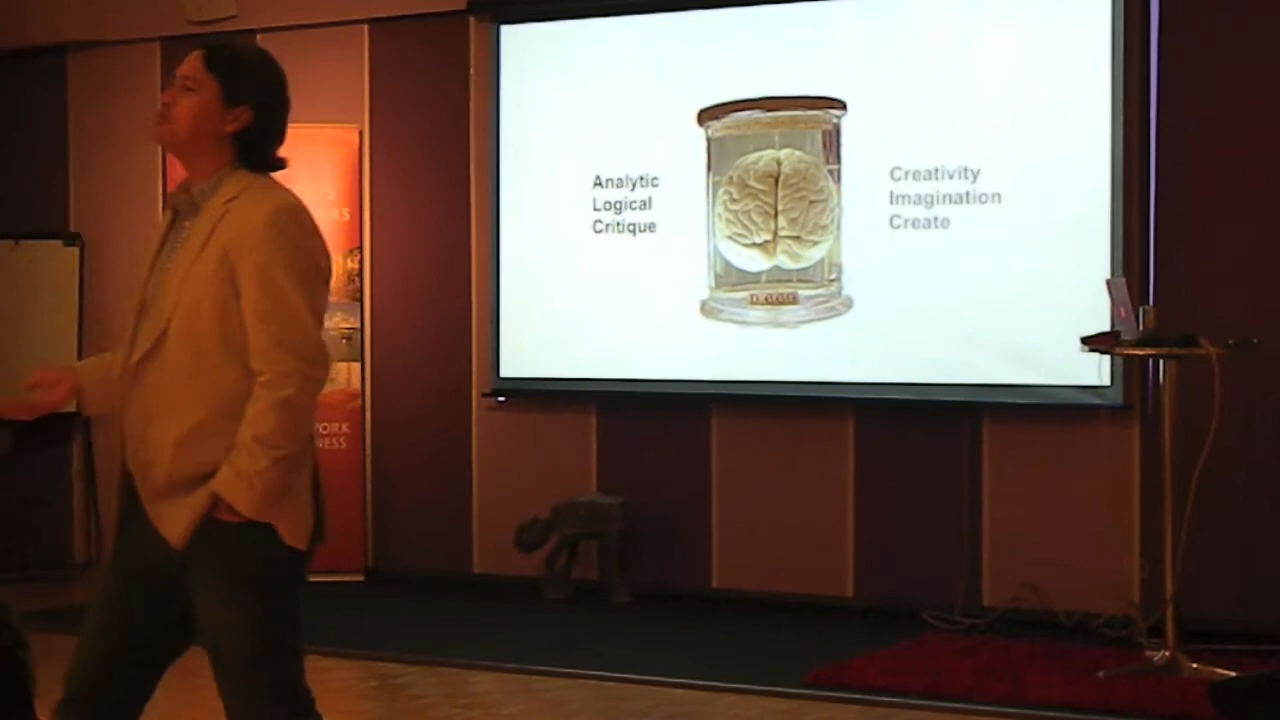 Analytic
Logical
Critique
Creativity
Imagination
Create